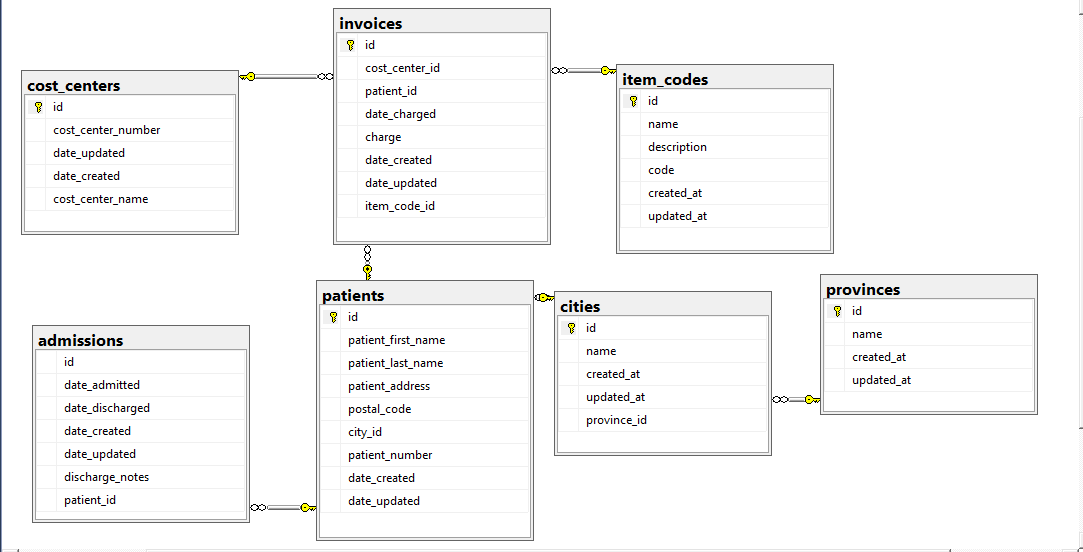 invoices
id
cost_center_id
patient_id
date_charged
charge
date_created
date_updated
item_code_id
cost_centers
id
cost_center_number
date_updated
date_created
cost_center_name
item_codes
id
name
description
code
created_at
updated_at
patients
id
patient_first_name
patient_last_name
patient_address
postal_code
city_id
patient_number
date_created
date_updated
cities
id
name
created_at
updated_at
province_id
provinces
id
name
created_at
updated_at
admissions
id
date_admitted
date_discharged
date_created
date_updated
discharge_notes
patient_id